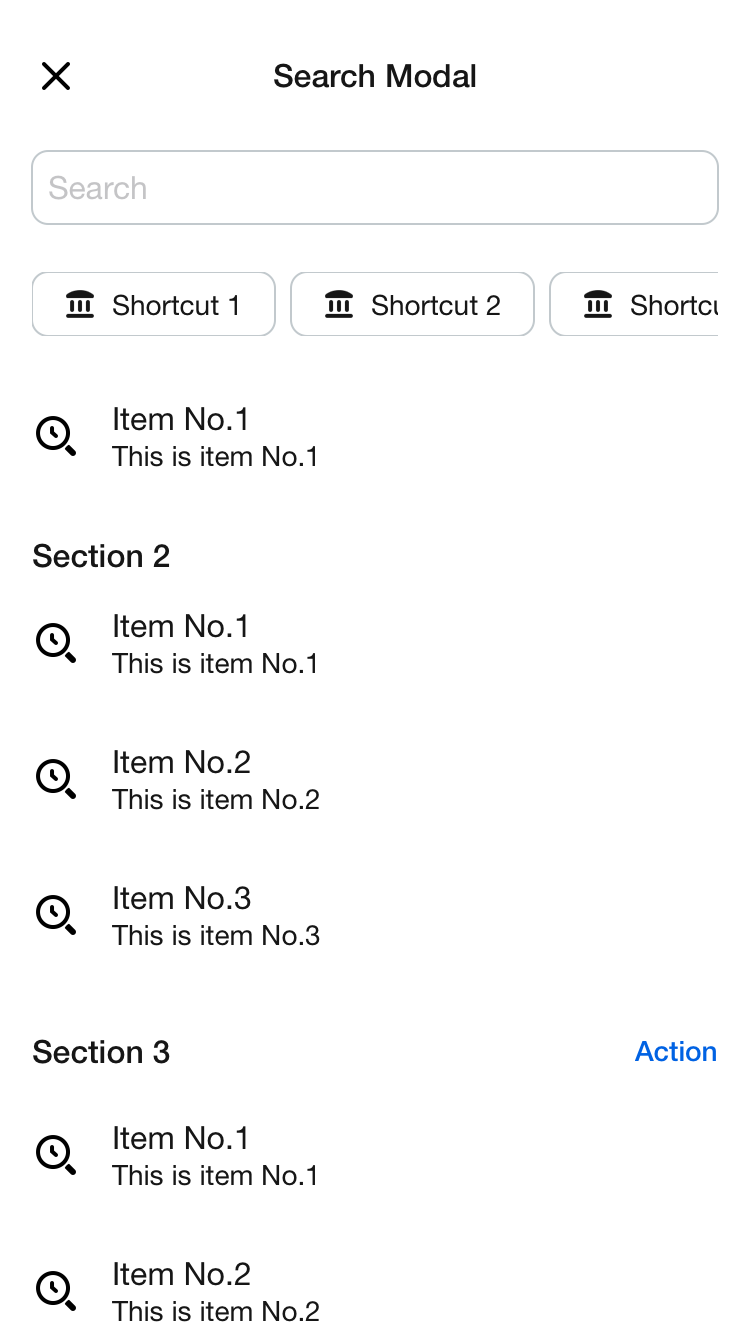 Search Modal
Search
Shortcut 1 Shortcut 2 Shortcu
Item No.1
This is item No.1
Section 2
Item No.1
This is item No.1
Item No.2
This is item No.2
Item No.3
This is item No.3
Section 3 Action
Item No.1
This is item No.1
Item No.2
This is item No.2